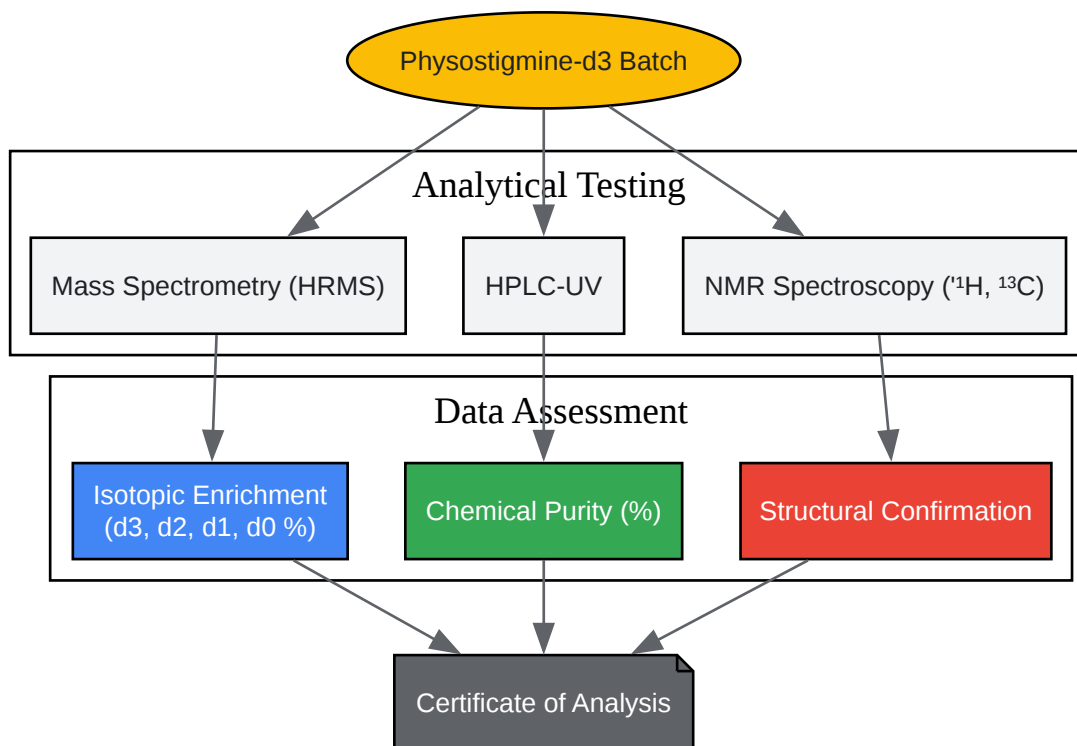 Physostigmine-d3 Batch
Analytical Testing
Mass Spectrometry (HRMS)
HPLC-UV
NMR Spectroscopy ('¹H, ¹³C)
Data Assessment
Isotopic Enrichment
(d3, d2, d1, d0 %)
Chemical Purity (%)
Structural Confirmation
Certificate of Analysis